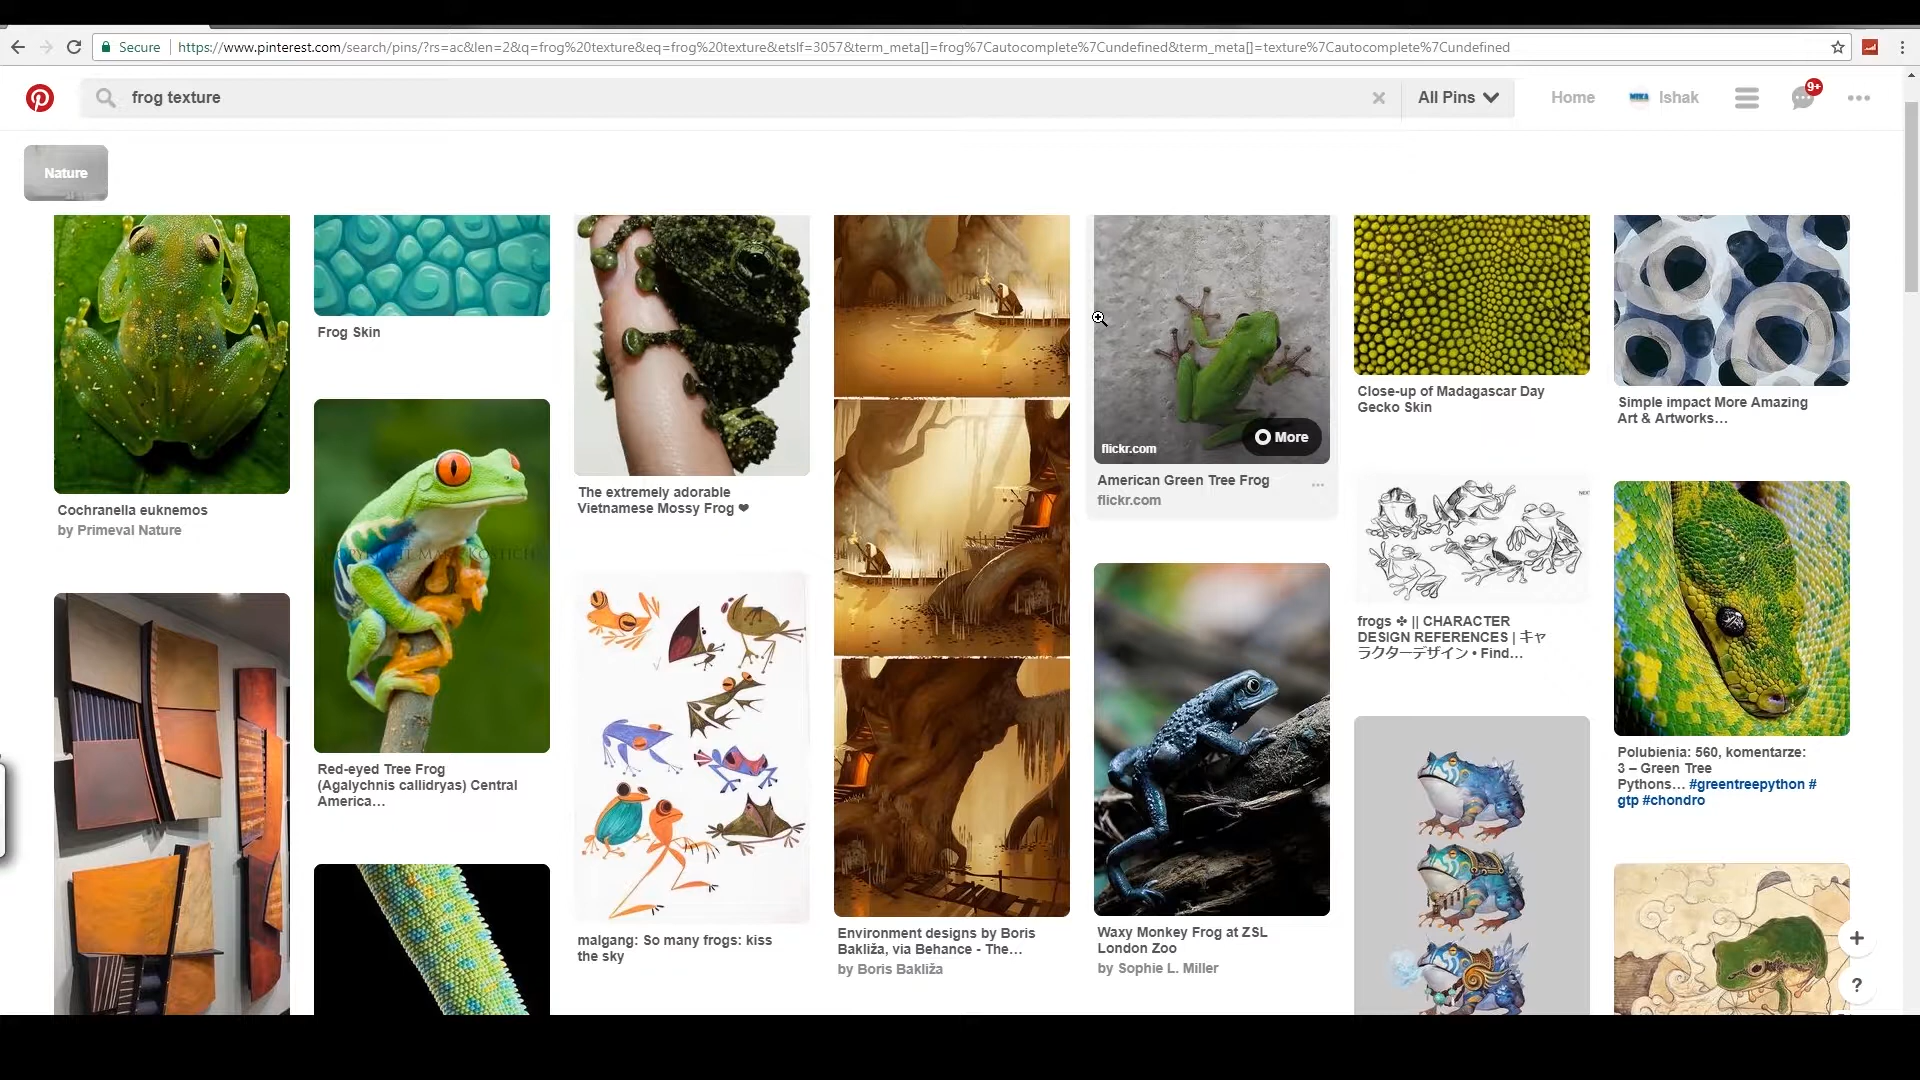 Secure
https://www.pinterest.com/search/pins/?rs=ac&len=2&q=frog%20texture&eq=frog%20texture&etslf=3057&term_meta[]=frog%7Cautocomplete%7Cundefined&term_meta[]=texture%7Cautocomplete%7Cundefined
frog texture
All Pins
Home
Ishak
9+
Nature
Cochranella euknemos
by Primeval Nature
Frog Skin
Red-eyed Tree Frog
(Agalychnis callidryas) Central
America…
The extremely adorable
Vietnamese Mossy Frog ❤
malgang: So many frogs: kiss
the sky
Environment designs by Boris
Bakliža, via Behance - The…
by Boris Bakliža
flickr.com
More
American Green Tree Frog
flickr.com
Waxy Monkey Frog at ZSL
London Zoo
by Sophie L. Miller
Close-up of Madagascar Day
Gecko Skin
frogs ✤ || CHARACTER
DESIGN REFERENCES | キャ
ラクターデザイン • Find…
Simple impact More Amazing
Art & Artworks…
Polubienia: 560, komentarze:
3 – Green Tree
Pythons… #greentreepython #
gtp #chondro
+
?